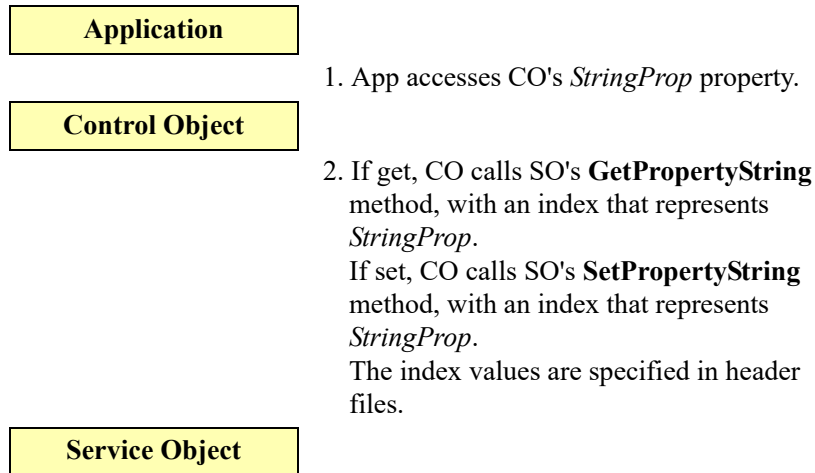 Application
1. App accesses CO's StringProp property.
Control Object
2. If get, CO calls SO's GetPropertyString
method, with an index that represents
StringProp.
If set, CO calls SO's SetPropertyString
method, with an index that represents
StringProp.
The index values are specified in header
files.
Service Object